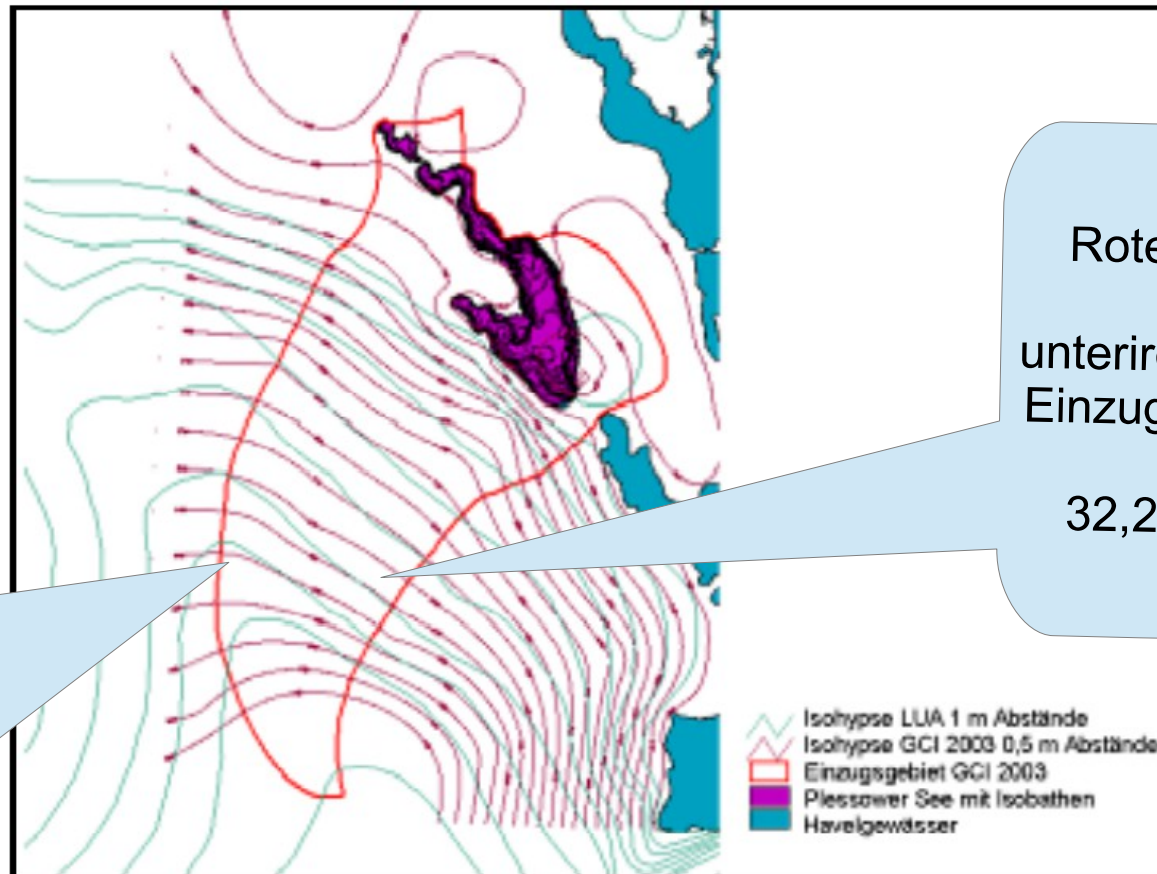 Rote
unterir
Einzug
32,2
Isohypse LUA 1 m Abstände
Isohypse GCI 2003 0,5 m Abstände
Einzugsgebiet GCI 2003
Plessower See mit Isobathen
Havelgewässer